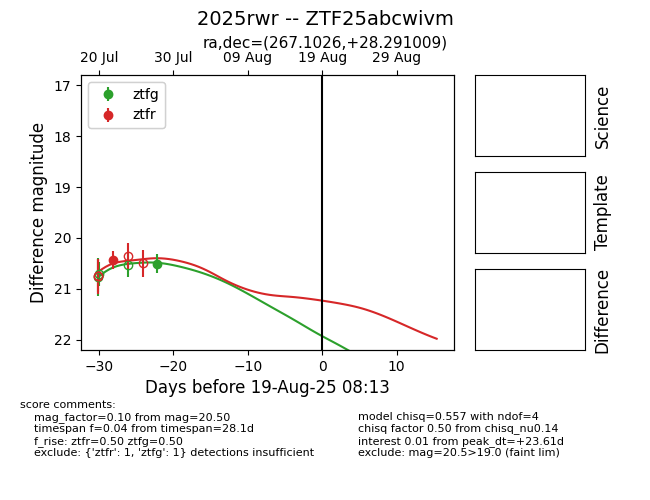 2025rwr -- ZTF25abcwivm
ra,dec=(267.1026,+28.291009)
20 Jul 30 Jul 09 Aug 19 Aug 29 Aug
ztfg
ztfr
17
18
19
20
21
22
Difference magnitude
−30 −20 −10 0 10
Days before 19-Aug-25 08:13
Science
Template
Difference
score comments:
mag_factor=0.10 from mag=20.50
timespan f=0.04 from timespan=28.1d
f_rise: ztfr=0.50 ztfg=0.50
exclude: {'ztfr': 1, 'ztfg': 1} detections insufficient
model chisq=0.557 with ndof=4
chisq factor 0.50 from chisq_nu0.14
interest 0.01 from peak_dt=+23.61d
exclude: mag=20.5>19.0 (faint lim)